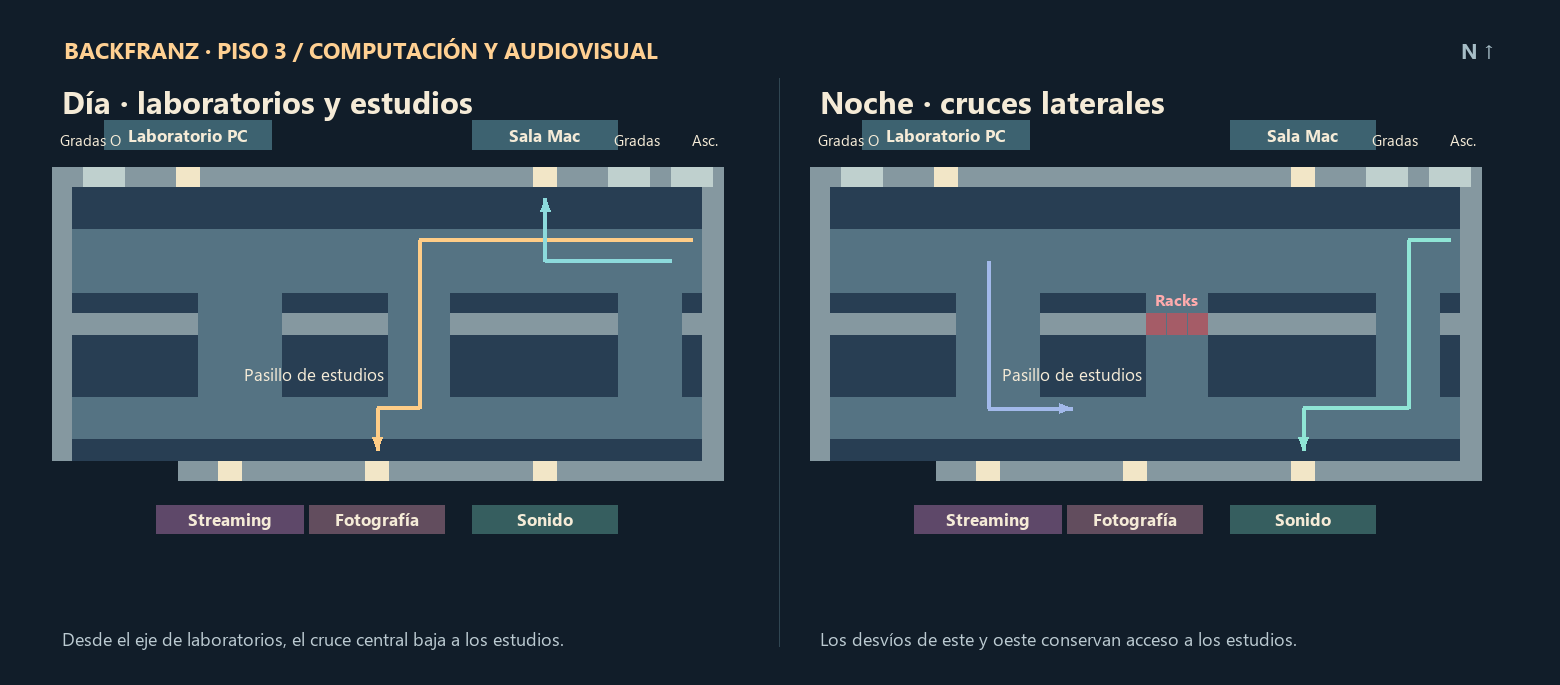 BACKFRANZ · PISO 3 / COMPUTACIÓN Y AUDIOVISUAL
N ↑
Día · laboratorios y estudios
Gradas O
Laboratorio PC
Sala Mac
Gradas
Asc.
Pasillo de estudios
Streaming
Fotografía
Sonido
Desde el eje de laboratorios, el cruce central baja a los estudios.
Noche · cruces laterales
Gradas O
Laboratorio PC
Sala Mac
Gradas
Asc.
Racks
Pasillo de estudios
Streaming
Fotografía
Sonido
Los desvíos de este y oeste conservan acceso a los estudios.